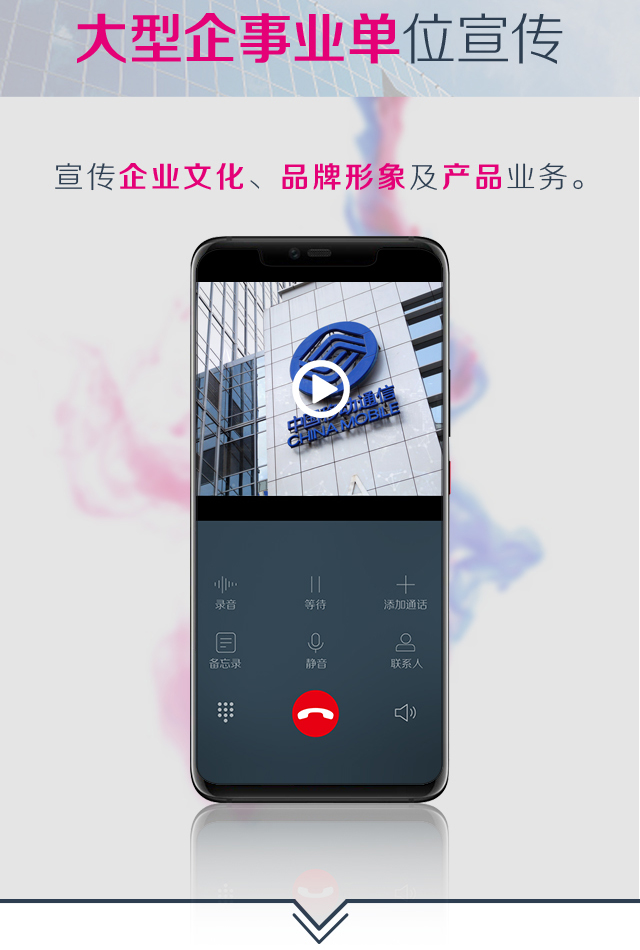 大型企事业单位宣传
宣传企业文化、品牌形象及产品业务。
中国移动通信
CHINA MOBILE
录音 等待 添加通话
备忘录 静音 联系人